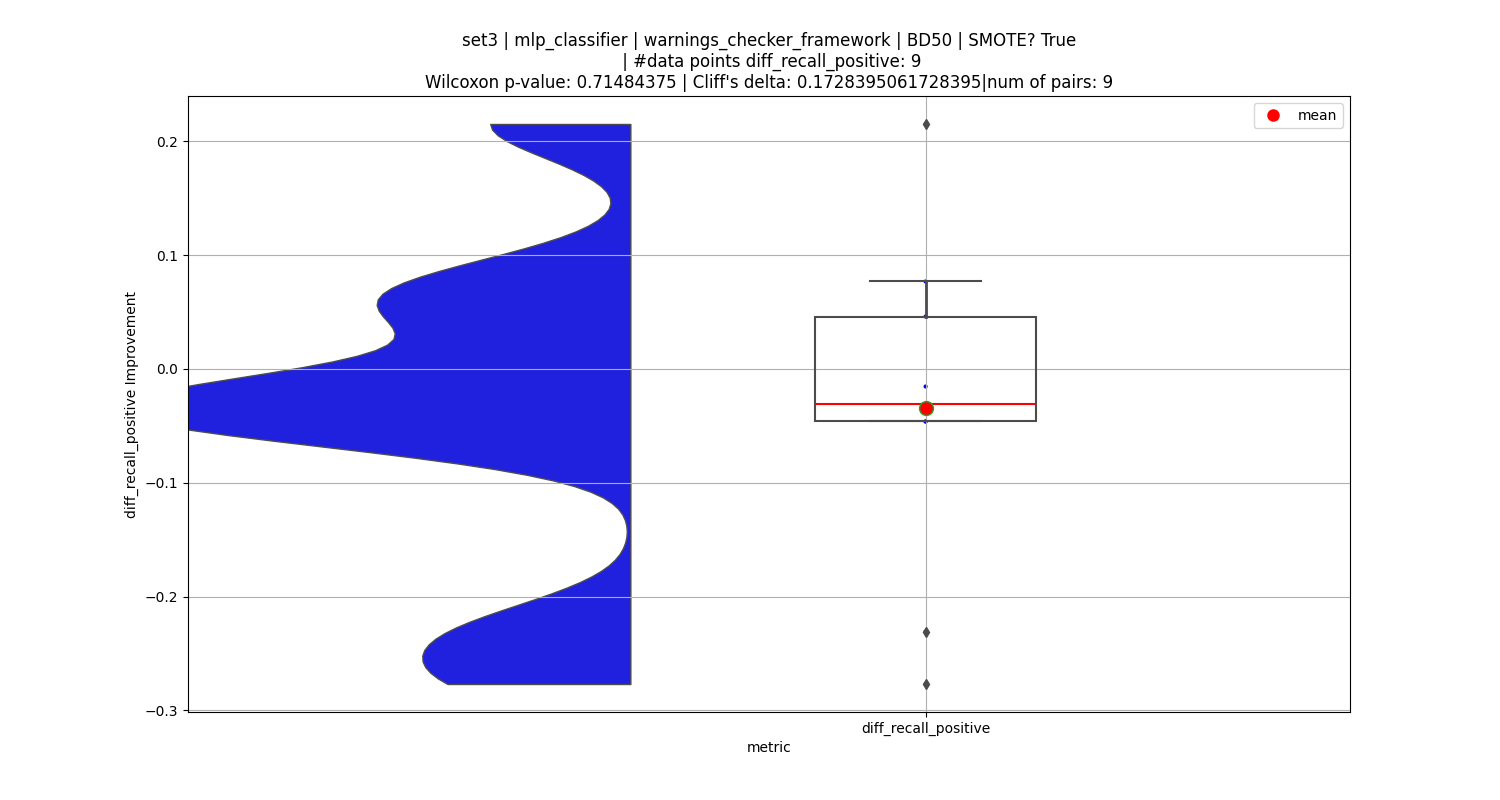 set3 | mlp_classifier | warnings_checker_framework | BD50 | SMOTE? True
| #data points diff_recall_positive: 9
Wilcoxon p-value: 0.71484375 | Cliff's delta: 0.1728395061728395|num of pairs: 9
mean
0.2
0.1
0.0
−0.1
−0.2
−0.3
diff_recall_positive Improvement
diff_recall_positive
metric